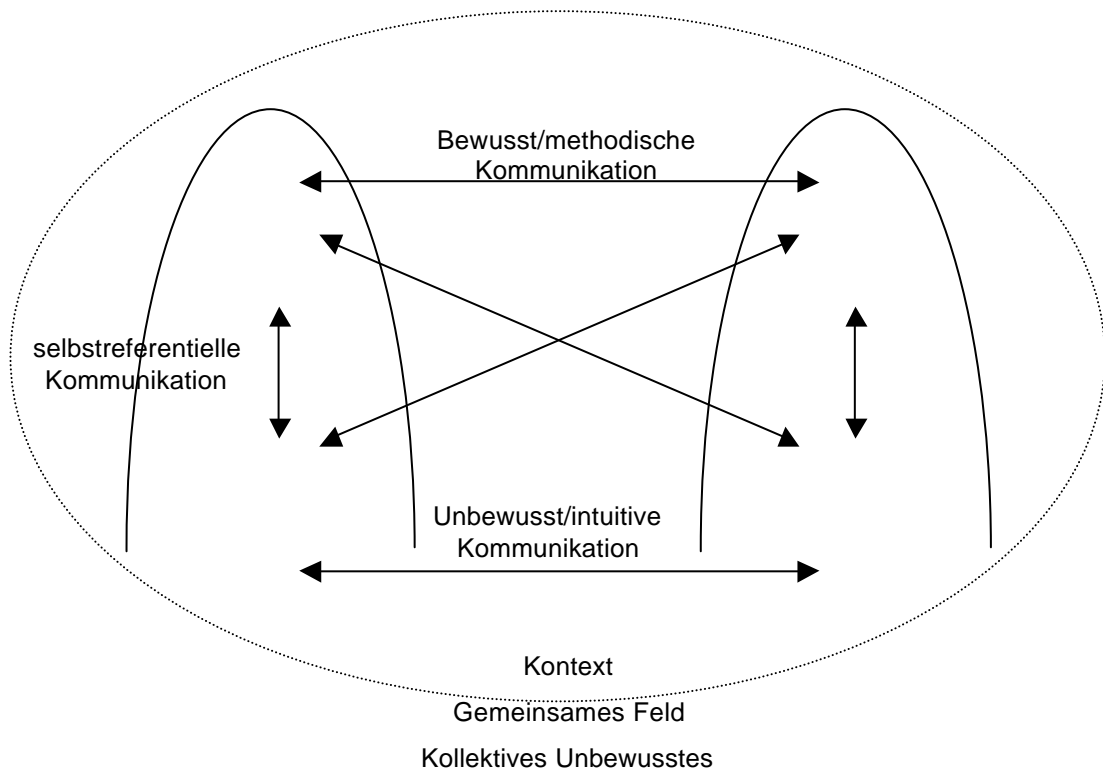 Bewusst/methodische
Kommunikation
selbstreferentielle
Kommunikation
Unbewusst/intuitive
Kommunikation
Kontext
Gemeinsames Feld
Kollektives Unbewusstes